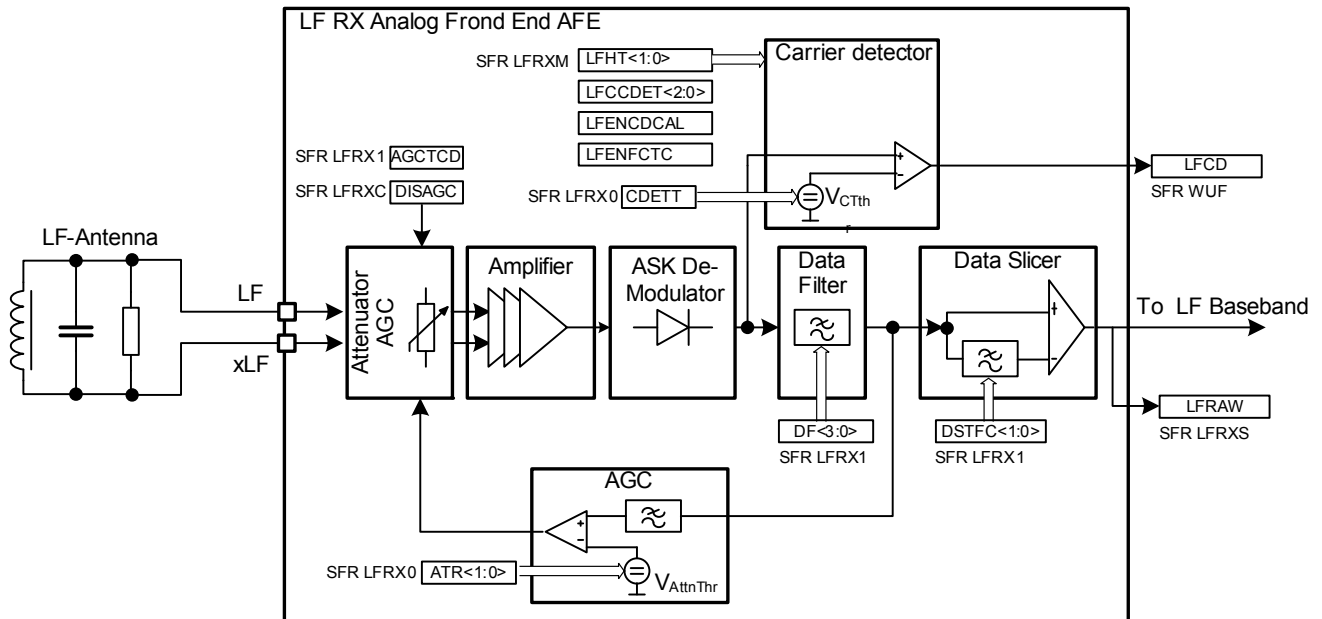 LF RX Analog Frond End AFE
SFR LFRXM
LFHT<1:0>
LFCCDET<2:0>
LFENCDCAL
LFENFCTC
Carrier detector
+
-
VCTth
r
SFR LFRX0
CDETT
LFCD
SFR WUF
SFR LFRX1
AGCTCD
SFR LFRXC
DISAGC
LF-Antenna
LF
xLF
Attenuator
AGC
Amplifier
ASK De-
Modulator
Data
Filter
Data Slicer
+
-
To LF Baseband
DF<3:0>
SFR LFRX1
DSTFC<1:0>
SFR LFRX1
LFRAW
SFR LFRXS
AGC
+
-
SFR LFRX0
ATR<1:0>
VAttnThr